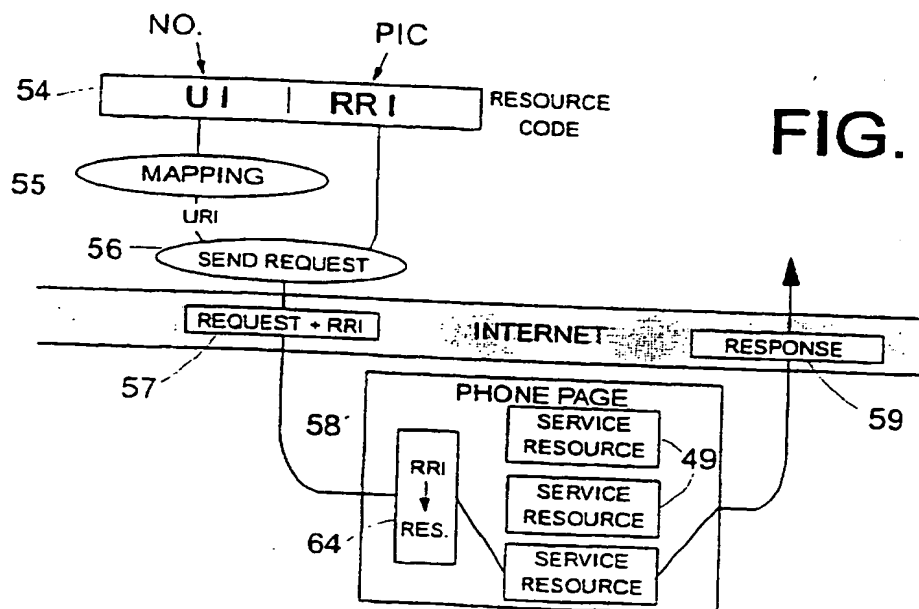 NO.
PIC
54
UI | RRI
RESOURCE
CODE
FIG.
55
MAPPING
URI
56
SEND REQUEST
REQUEST + RRI
INTERNET
RESPONSE
57
59
58
PHONE PAGE
SERVICE
RESOURCE
49
RRI
RES.
SERVICE
RESOURCE
64
SERVICE
RESOURCE